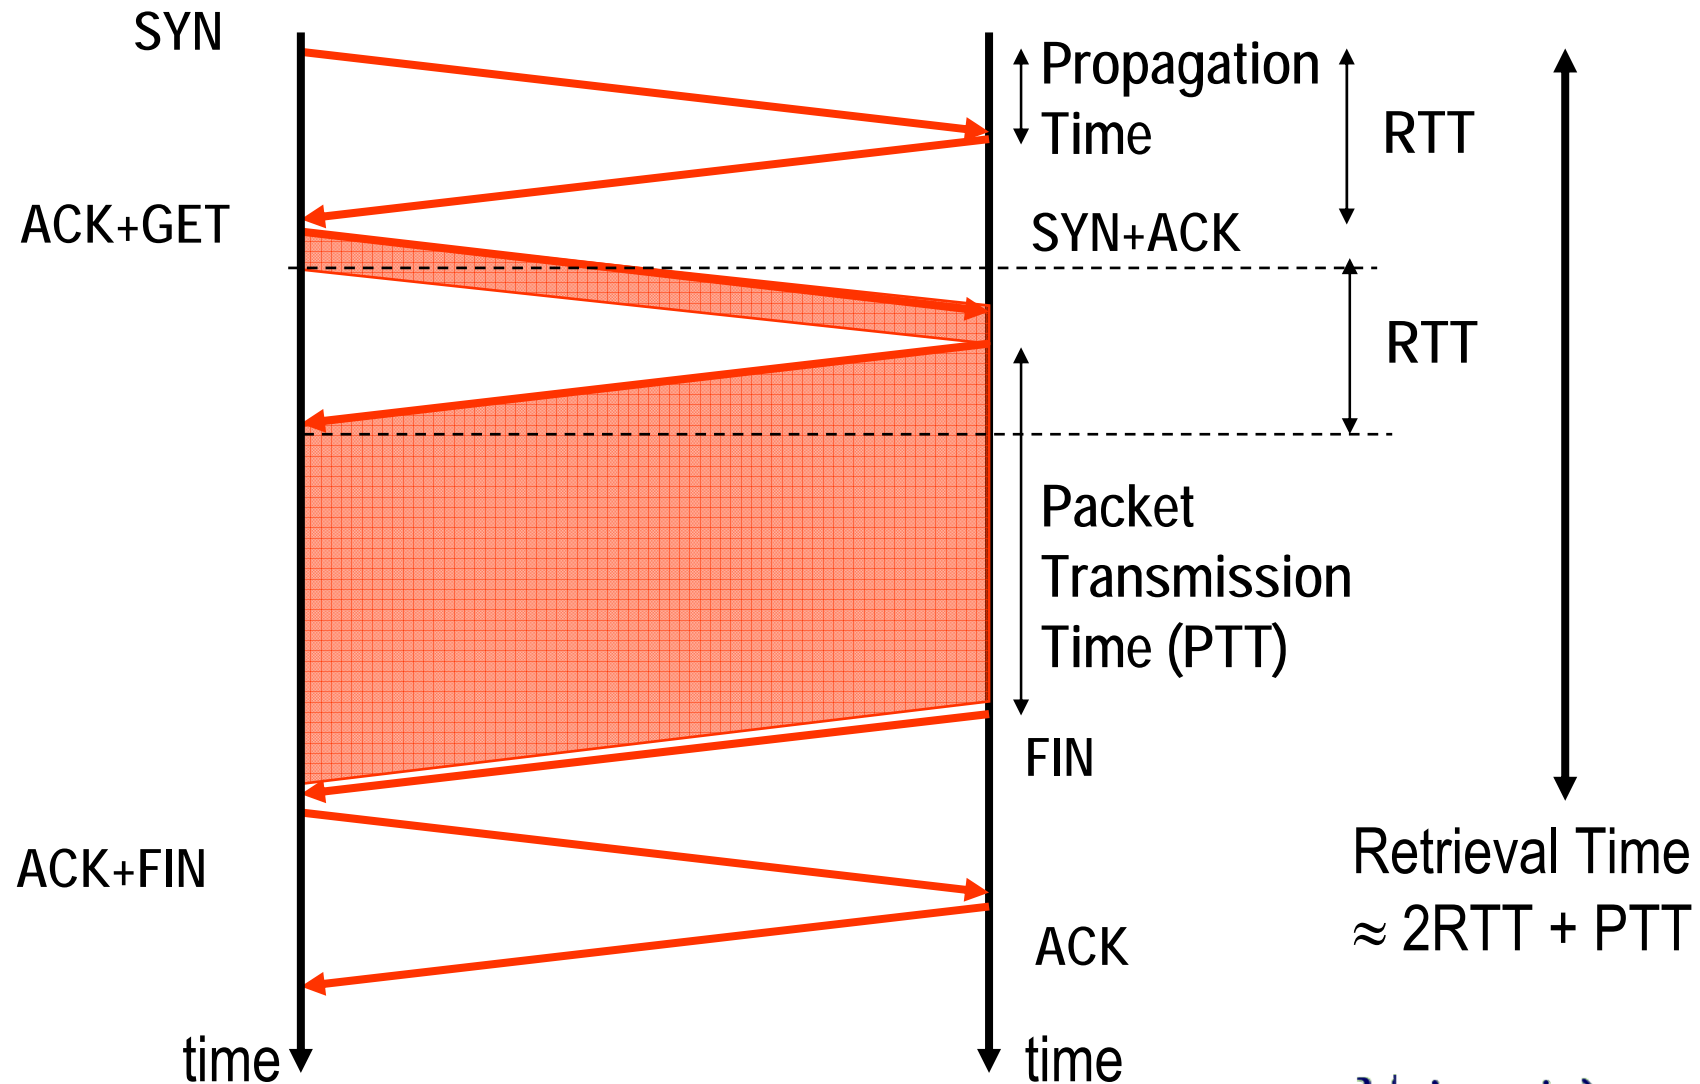 SYN
Propagation
Time
RTT
ACK+GET
SYN+ACK
RTT
Packet
Transmission
Time (PTT)
FIN
ACK+FIN
Retrieval Time
≈ 2RTT + PTT
ACK
time
time